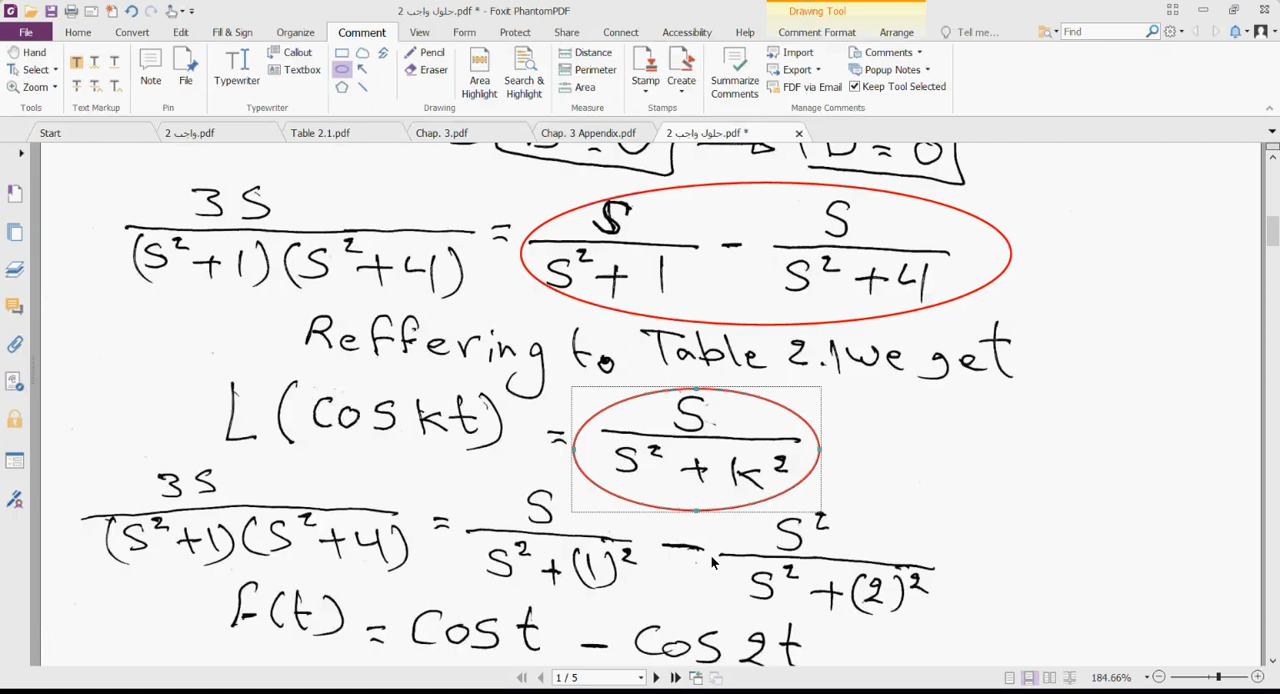 2 حلول واجب.pdf * - Foxit PhantomPDF
Drawing Tool
File Home Convert Edit Fill & Sign Organize Comment View Form Protect Share Connect Accessibility Help Comment Format Arrange Tell me... Find
Hand
Select
Zoom
Tools
Text Markup
Note
File
Pin
Typewriter
Callout
Textbox
Typewriter
Pencil
Eraser
Area Highlight
Search & Highlight
Drawing
Distance
Perimeter
Area
Measure
Stamp
Create
Stamps
Summarize Comments
Import
Export
FDF via Email
Comments
Popup Notes
Keep Tool Selected
Manage Comments
Start
2 واجب.pdf
Table 2.1.pdf
Chap. 3.pdf
Chap. 3 Appendix.pdf
2 حلول واجب.pdf *
D = 0
3S / (S² + 1)(S² + 4) = S / S² + 1 - S / S² + 4
Reffering to Table 2.1 we get
L (Cos kt) = S / S² + k²
3S / (S² + 1)(S² + 4) = S / S² + (1)² - S² / S² + (2)²
f(t) = Cos t - Cos 2t
1 / 5
184.66%